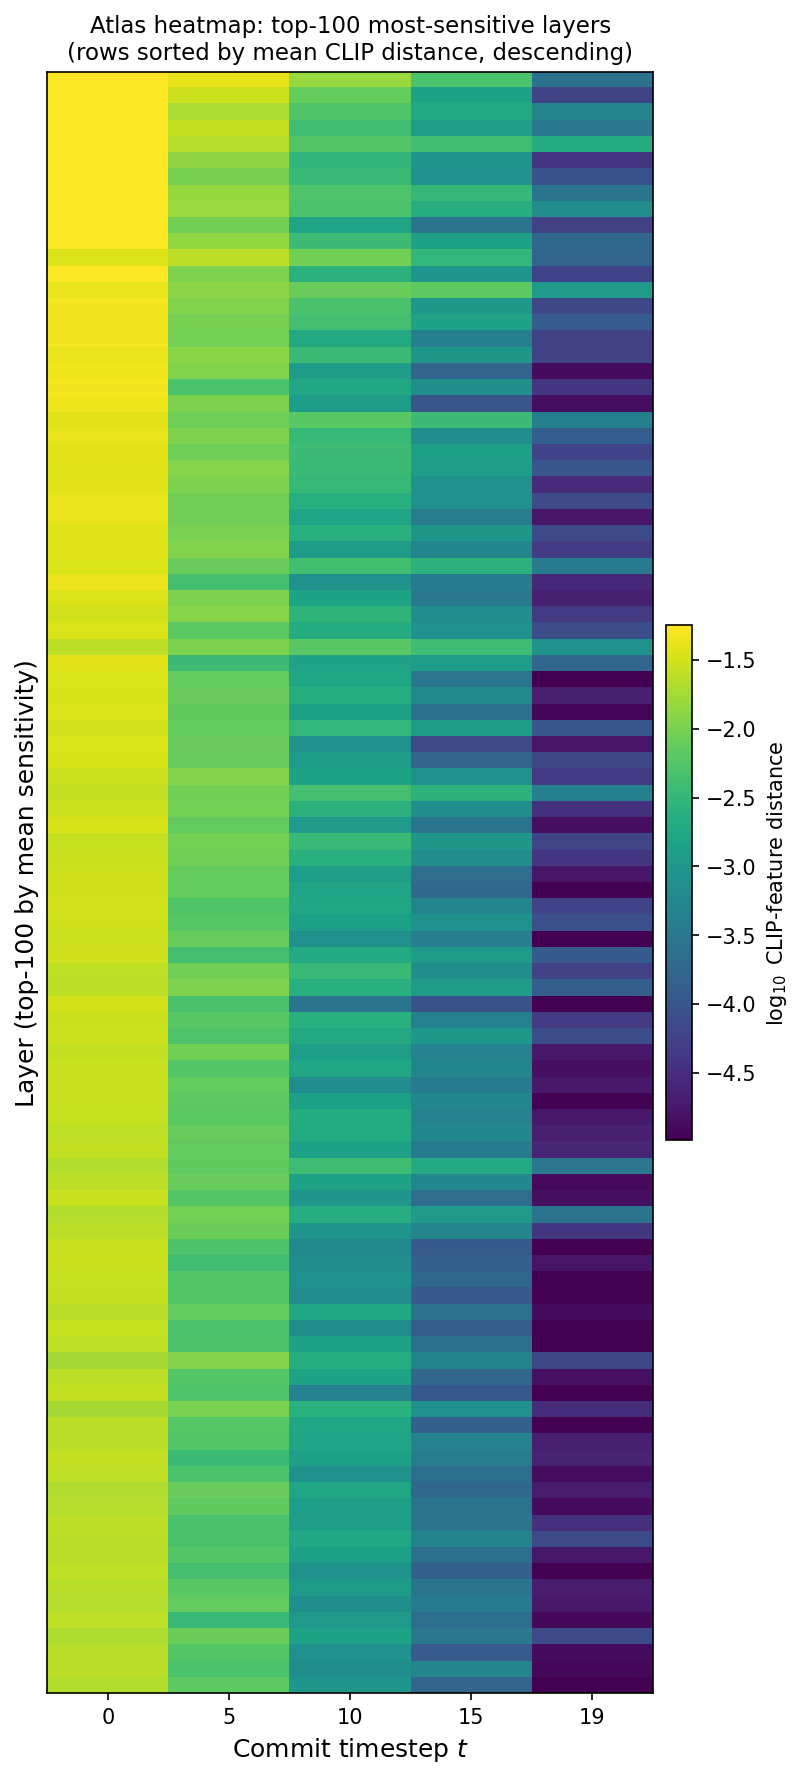 Atlas heatmap: top-100 most-sensitive layers
(rows sorted by mean CLIP distance, descending)
Layer (top-100 by mean sensitivity)
0 5 10 15 19
Commit timestep t
−1.5
−2.0
−2.5
−3.0
−3.5
−4.0
−4.5
log₁₀ CLIP-feature distance